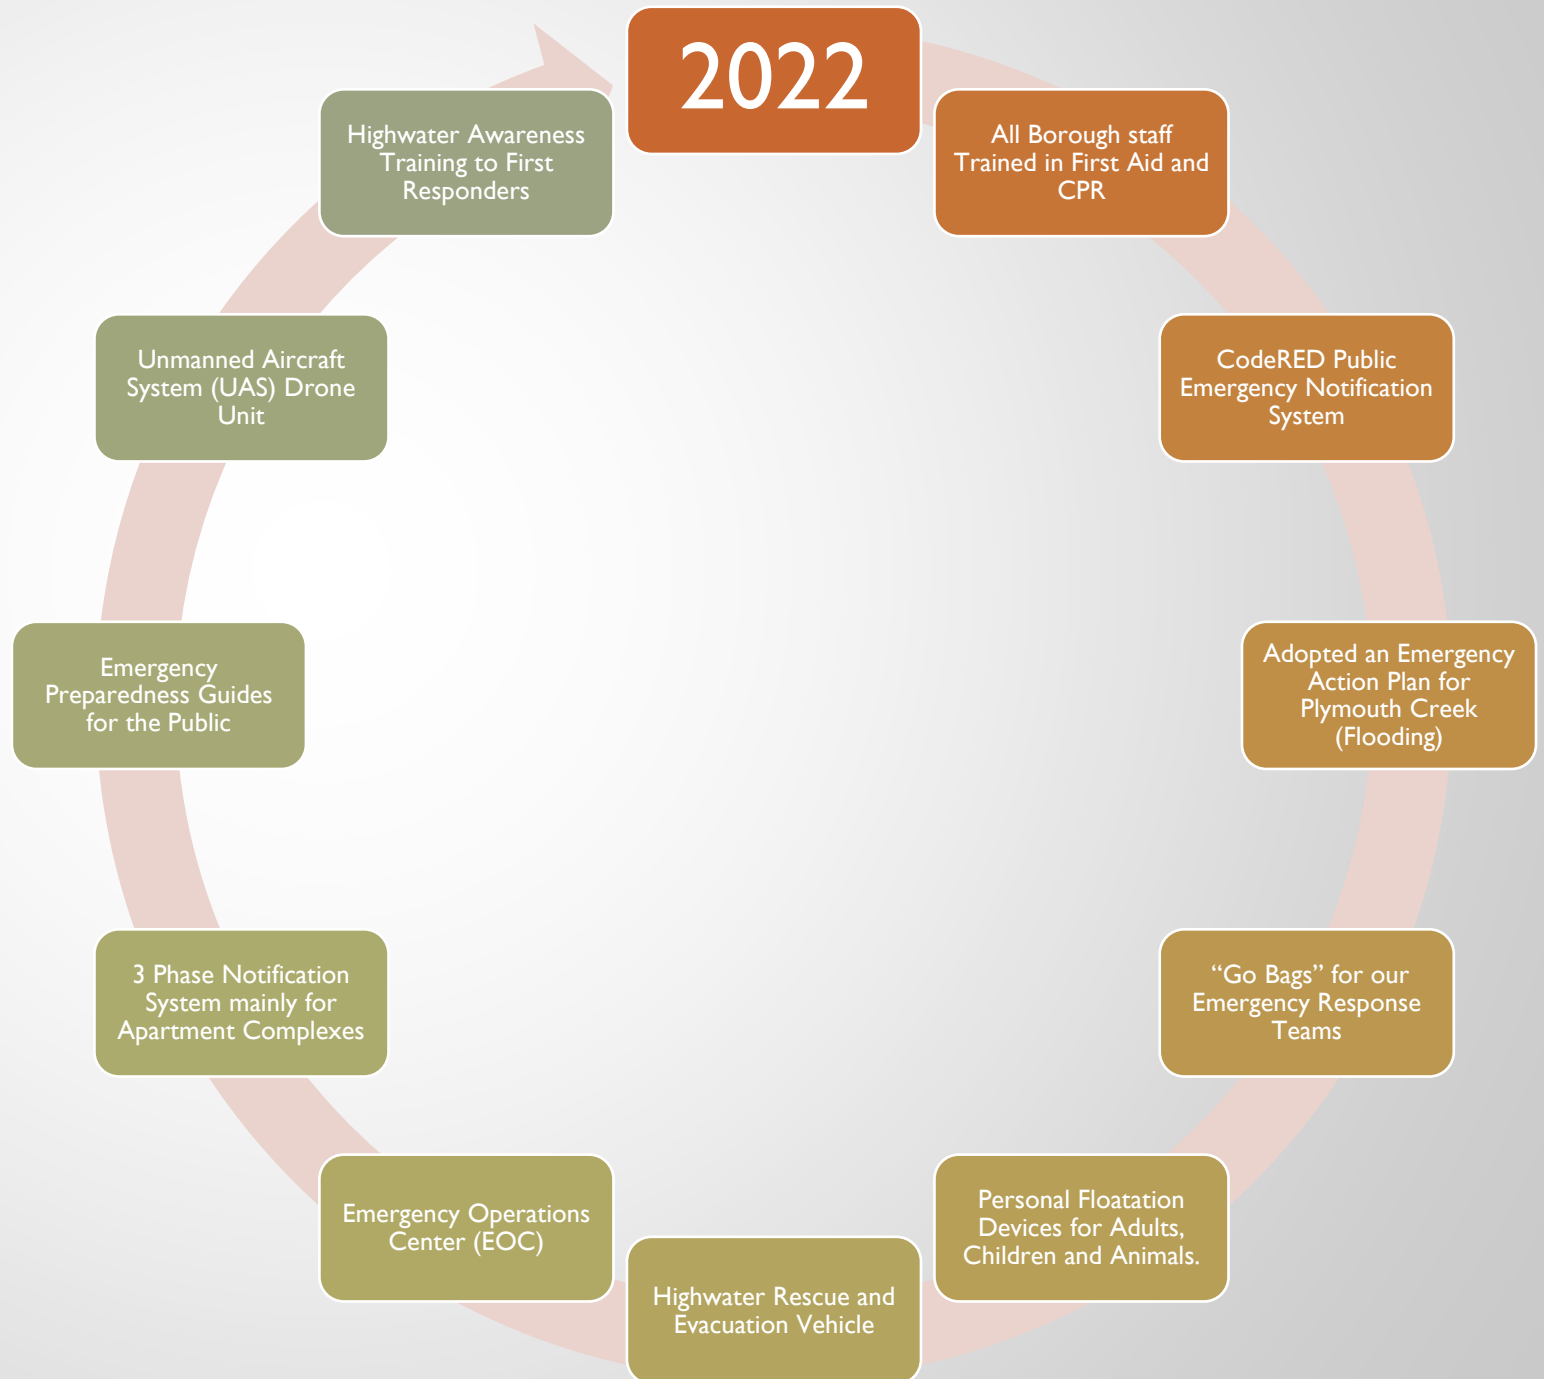 2022
All Borough staff
Trained in First Aid and
CPR
CodeRED Public
Emergency Notification
System
Adopted an Emergency
Action Plan for
Plymouth Creek
(Flooding)
“Go Bags” for our
Emergency Response
Teams
Personal Floatation
Devices for Adults,
Children and Animals.
Highwater Rescue and
Evacuation Vehicle
Emergency Operations
Center (EOC)
3 Phase Notification
System mainly for
Apartment Complexes
Emergency
Preparedness Guides
for the Public
Unmanned Aircraft
System (UAS) Drone
Unit
Highwater Awareness
Training to First
Responders